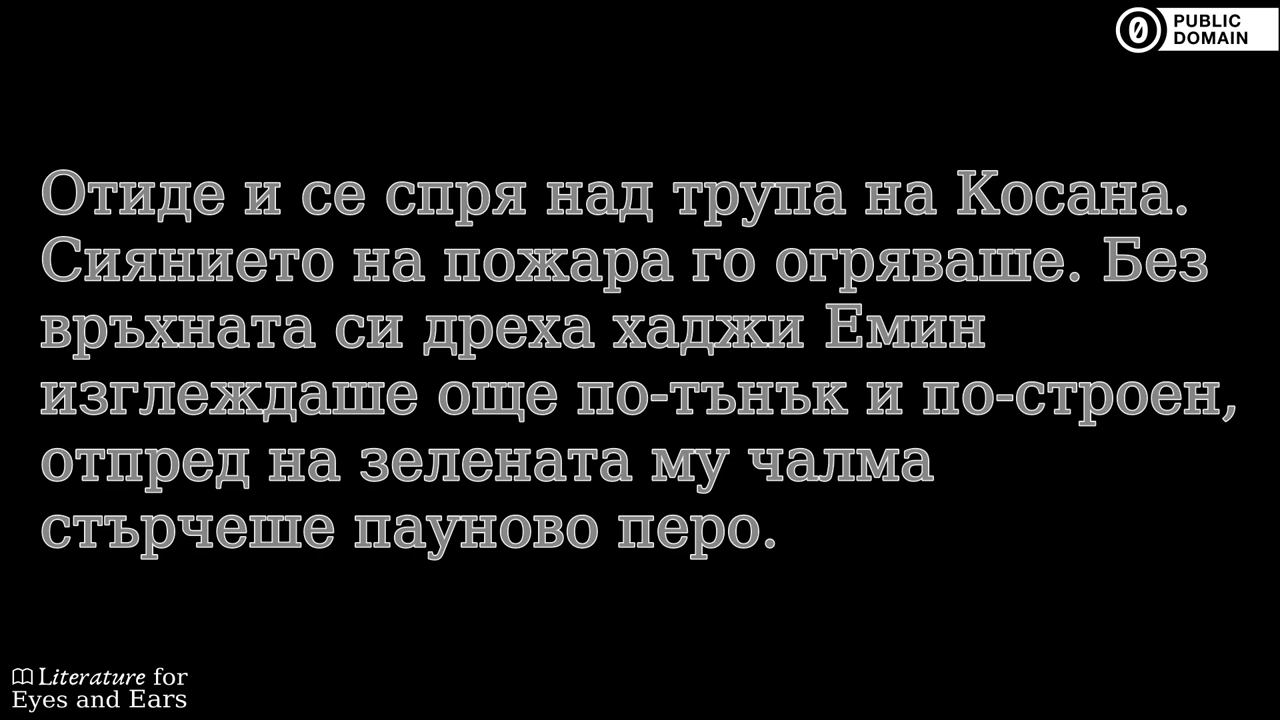 PUBLIC
DOMAIN
Отиде и се спря над трупа на Косана.
Сиянието на пожара го огряваше. Без
връхната си дреха хаджи Емин
изглеждаше още по-тънък и по-строен,
отпред на зелената му чалма
стърчеше пауново перо.
Literature for
Eyes and Ears